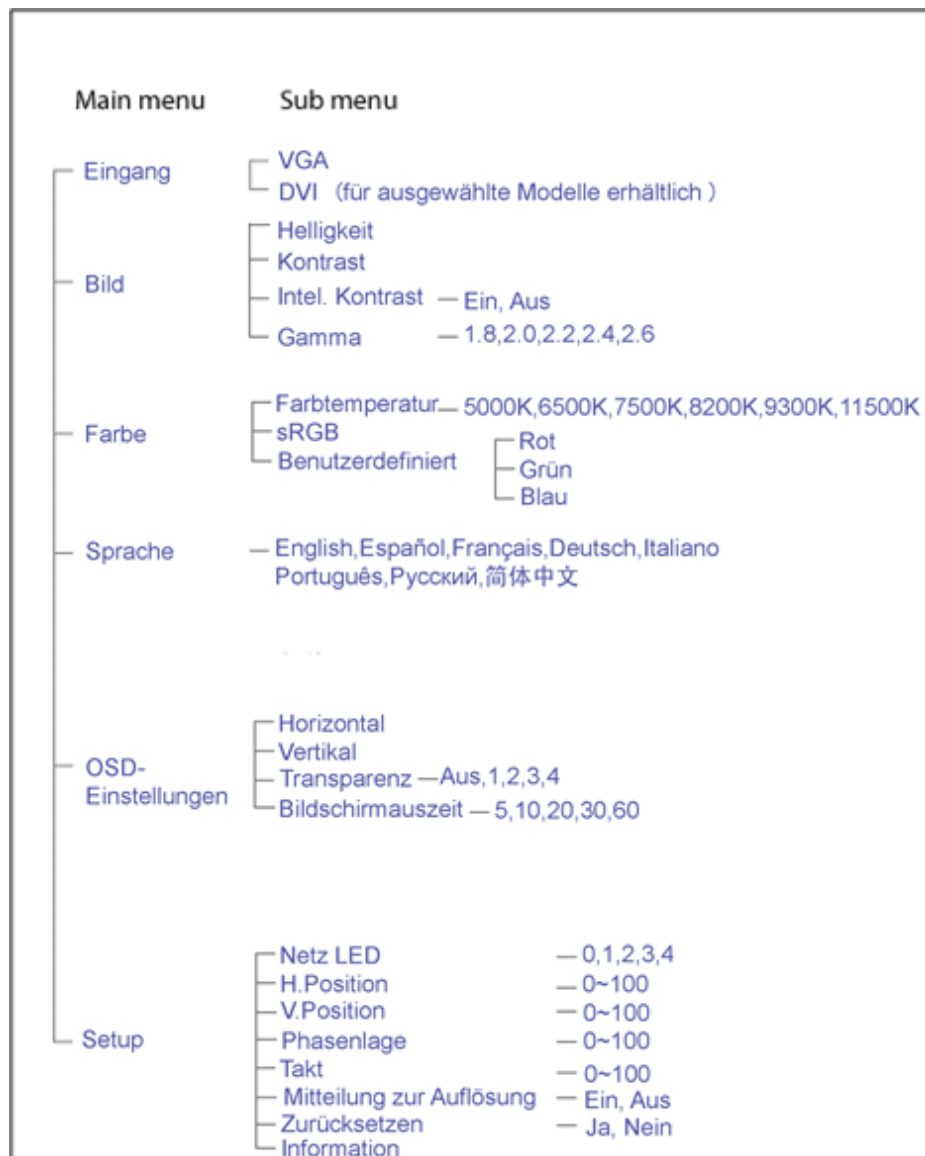 Main menu Sub menu
Eingang VGA
DVI (für ausgewählte Modelle erhältlich )
Helligkeit
Kontrast
Bild Intel. Kontrast Ein, Aus
Gamma 1.8,2.0,2.2,2.4,2.6
Farbtemperatur 5000K,6500K,7500K,8200K,9300K,11500K
Farbe sRGB
Benutzerdefiniert Rot
Grün
Blau
Sprache English,Español,Français,Deutsch,Italiano
Português,Русский,简体中文
Horizontal
Vertikal
OSD-
Einstellungen
Transparenz Aus,1,2,3,4
Bildschirmauszeit 5,10,20,30,60
Netz LED 0,1,2,3,4
H.Position 0~100
V.Position 0~100
Setup Phasenlage 0~100
Takt 0~100
Mitteilung zur Auflösung Ein, Aus
Zurücksetzen Ja, Nein
Information